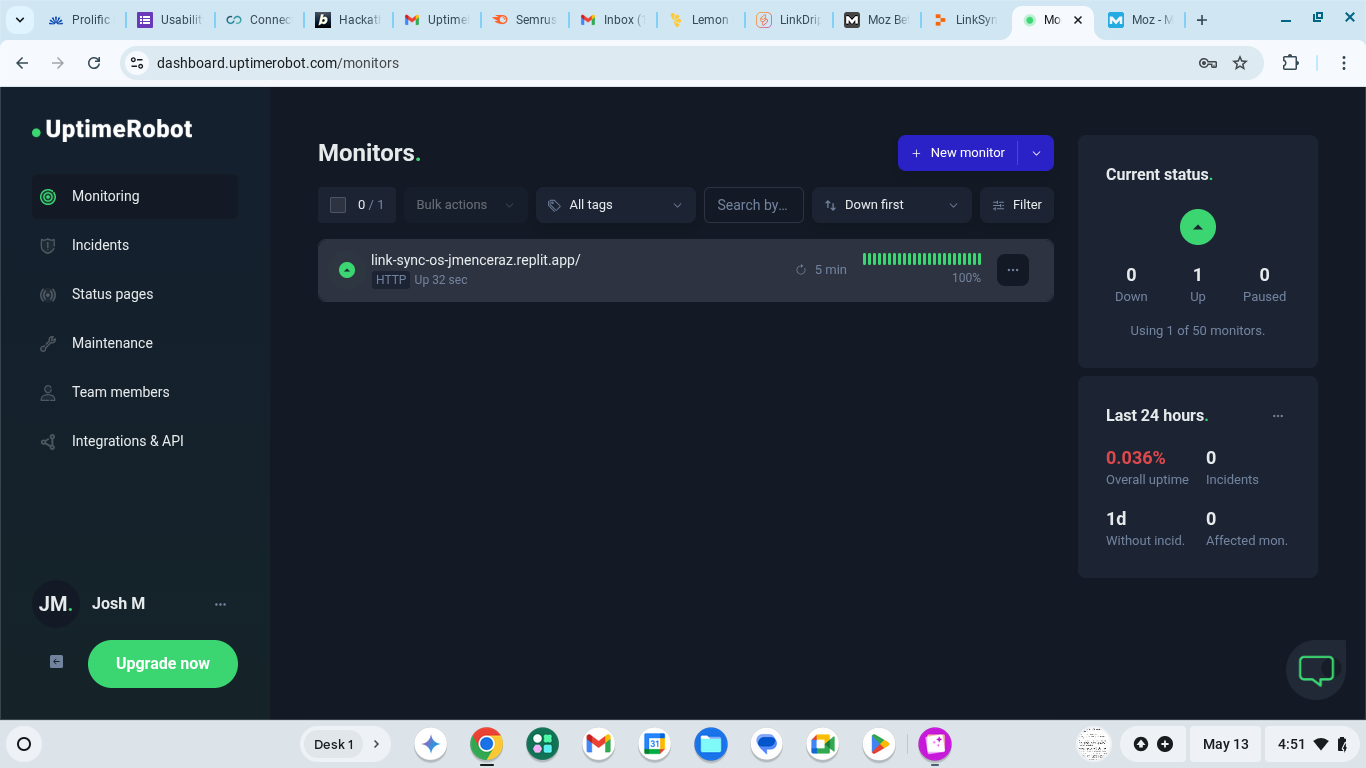 Prolific
Usabilit
Connec
Hackatl
Uptime
Semrus
Inbox (
Lemon
LinkDrip
Moz Be
LinkSyn
Mo
Moz - M
dashboard.uptimerobot.com/monitors
UptimeRobot
Monitoring
Incidents
Status pages
Maintenance
Team members
Integrations & API
JM.
Josh M
Upgrade now
Monitors.
+ New monitor
0 / 1
Bulk actions
All tags
Search by...
Down first
Filter
link-sync-os-jmenceraz.replit.app/
HTTP Up 32 sec
5 min
100%
Current status.
0 1 0
Down Up Paused
Using 1 of 50 monitors.
Last 24 hours.
0.036% 0
Overall uptime Incidents
1d 0
Without incid. Affected mon.
Desk 1
31
May 13
4:51